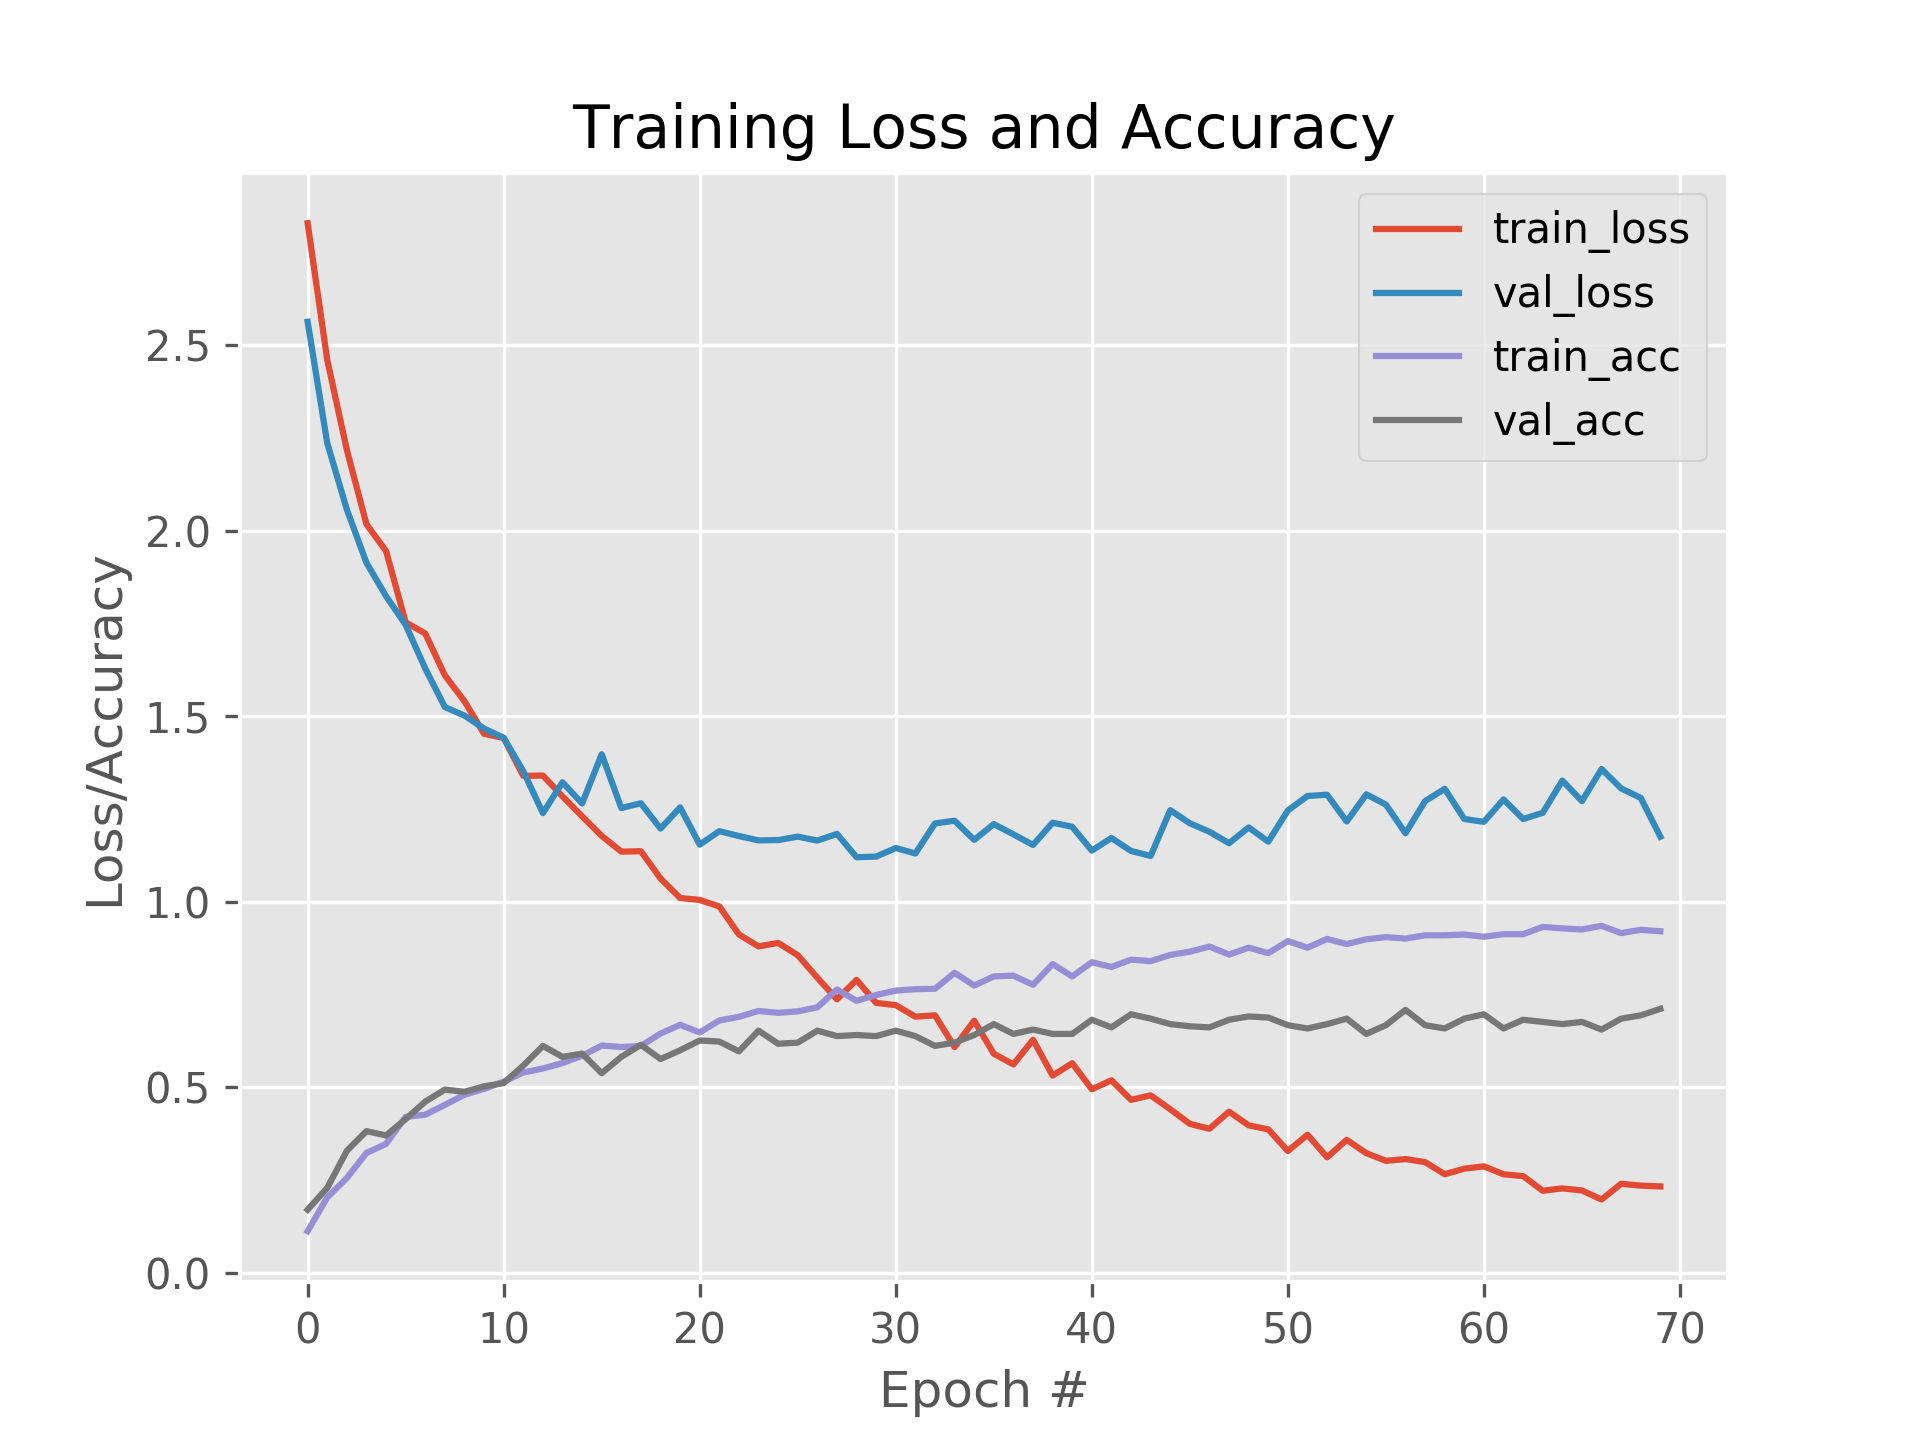 Training Loss and Accuracy
train_loss
val_loss
train_acc
val_acc
Loss/Accuracy
2.5
2.0
1.5
1.0
0.5
0.0
0 10 20 30 40 50 60 70
Epoch #